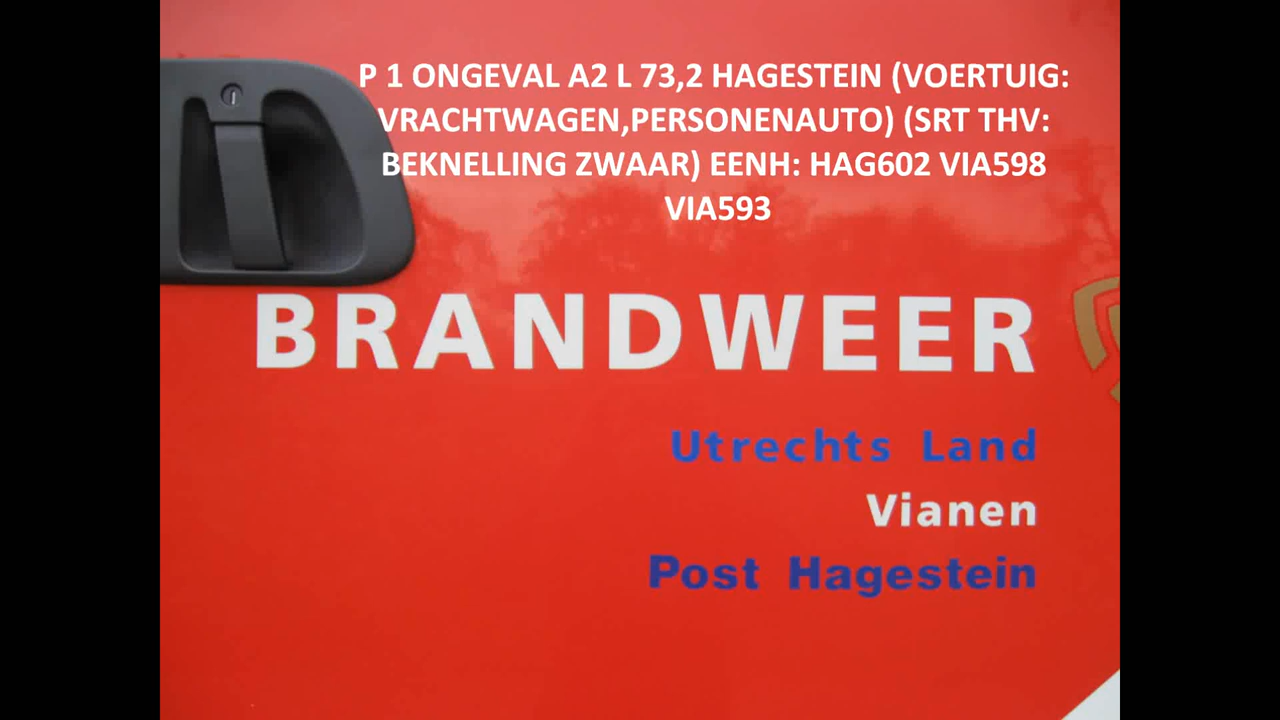 P 1 ONGEVAL A2 L 73,2 HAGESTEIN (VOERTUIG:
VRACHTWAGEN,PERSONENAUTO) (SRT THV:
BEKNELLING ZWAAR) EENH: HAG602 VIA598
VIA593
BRANDWEER
Utrechts Land
Vianen
Post Hagestein